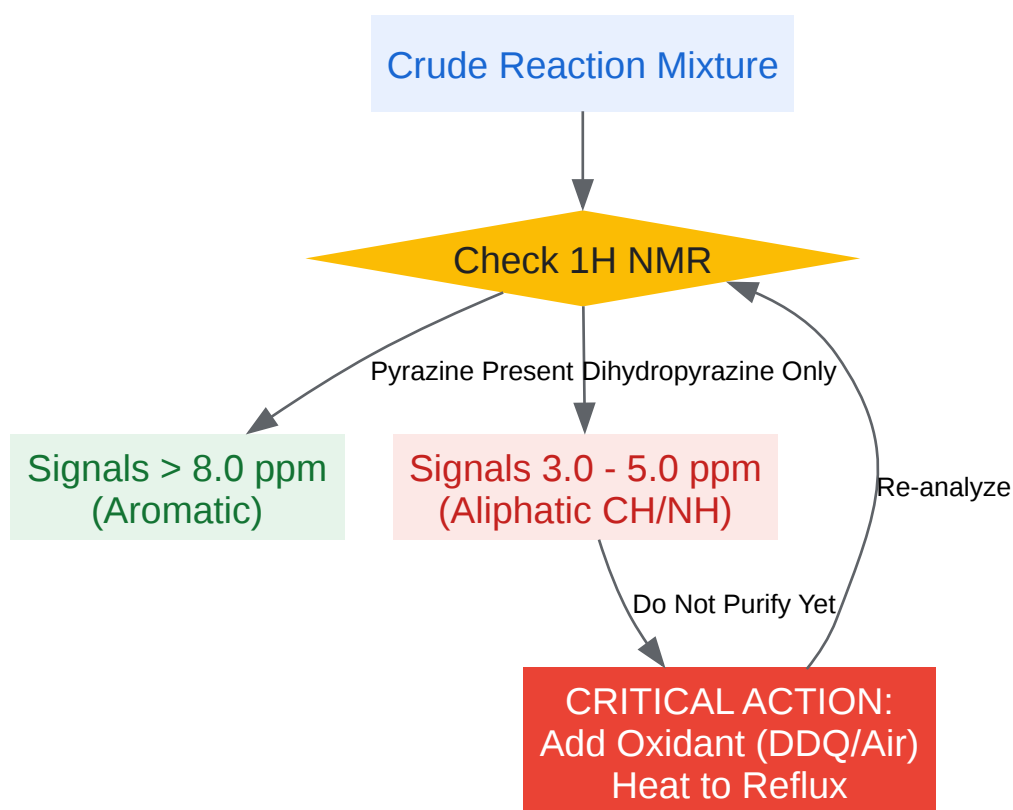 Crude Reaction Mixture
Check 1H NMR
Pyrazine Present
Dihydropyrazine Only
Signals > 8.0 ppm
(Aromatic)
Signals 3.0 - 5.0 ppm
(Aliphatic CH/NH)
Re-analyze
Do Not Purify Yet
CRITICAL ACTION:
Add Oxidant (DDQ/Air)
Heat to Reflux